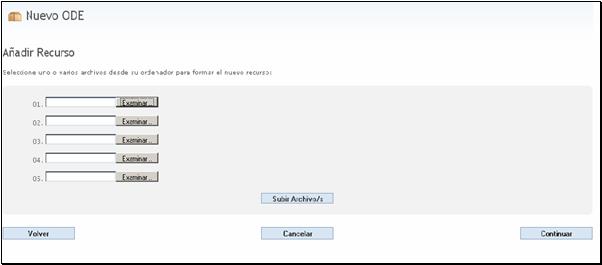 Nuevo ODE
Añadir Recurso
Seleccione uno o varios archivos desde su ordenador para formar el nuevo recurso:
01. Examinar...
02. Examinar...
03. Examinar...
04. Examinar...
05. Examinar...
Subir Archivo/s
Volver Cancelar Continuar